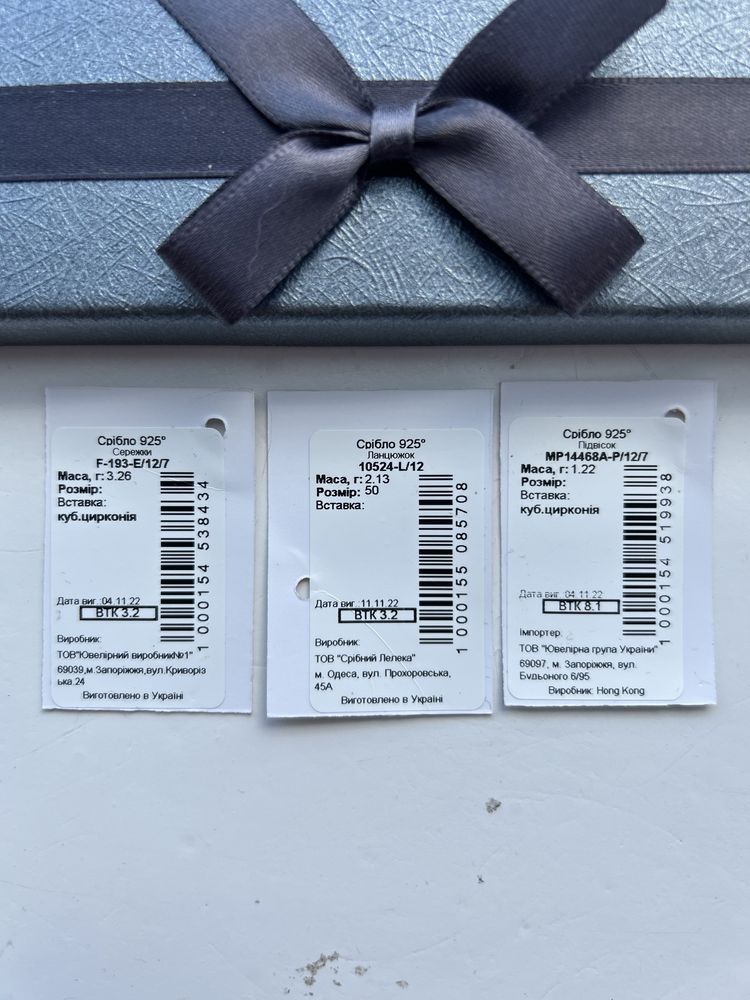 Срібло 925°
Сережки
F-193-E/12/7
Маса, г: 3.26
Розмір:
Вставка:
куб.цирконія
1 000154 538434
Дата виг.:04.11.22
ВТК 3.2
Виробник:
ТОВ"Ювелірний виробник№1"
69039,м.Запоріжжя,вул.Криворіз
ька.24
Виготовлено в Україні
Срібло 925°
Ланцюжок
10524-L/12
Маса, г: 2.13
Розмір: 50
Вставка:
1 000155 085708
Дата виг.:11.11.22
ВТК 3.2
Виробник:
ТОВ "Срібний Лелека"
м. Одеса, вул. Прохоровська,
45А
Виготовлено в Україні
Срібло 925°
Підвісок
MP14468A-P/12/7
Маса, г: 1.22
Розмір:
Вставка:
куб.цирконія
1 000154 519938
Дата виг.:04.11.22
ВТК 8.1
Імпортер:
ТОВ "Ювелірна група України"
69097, м. Запоріжжя, вул.
Будьоного 6/95
Виробник: Hong Kong